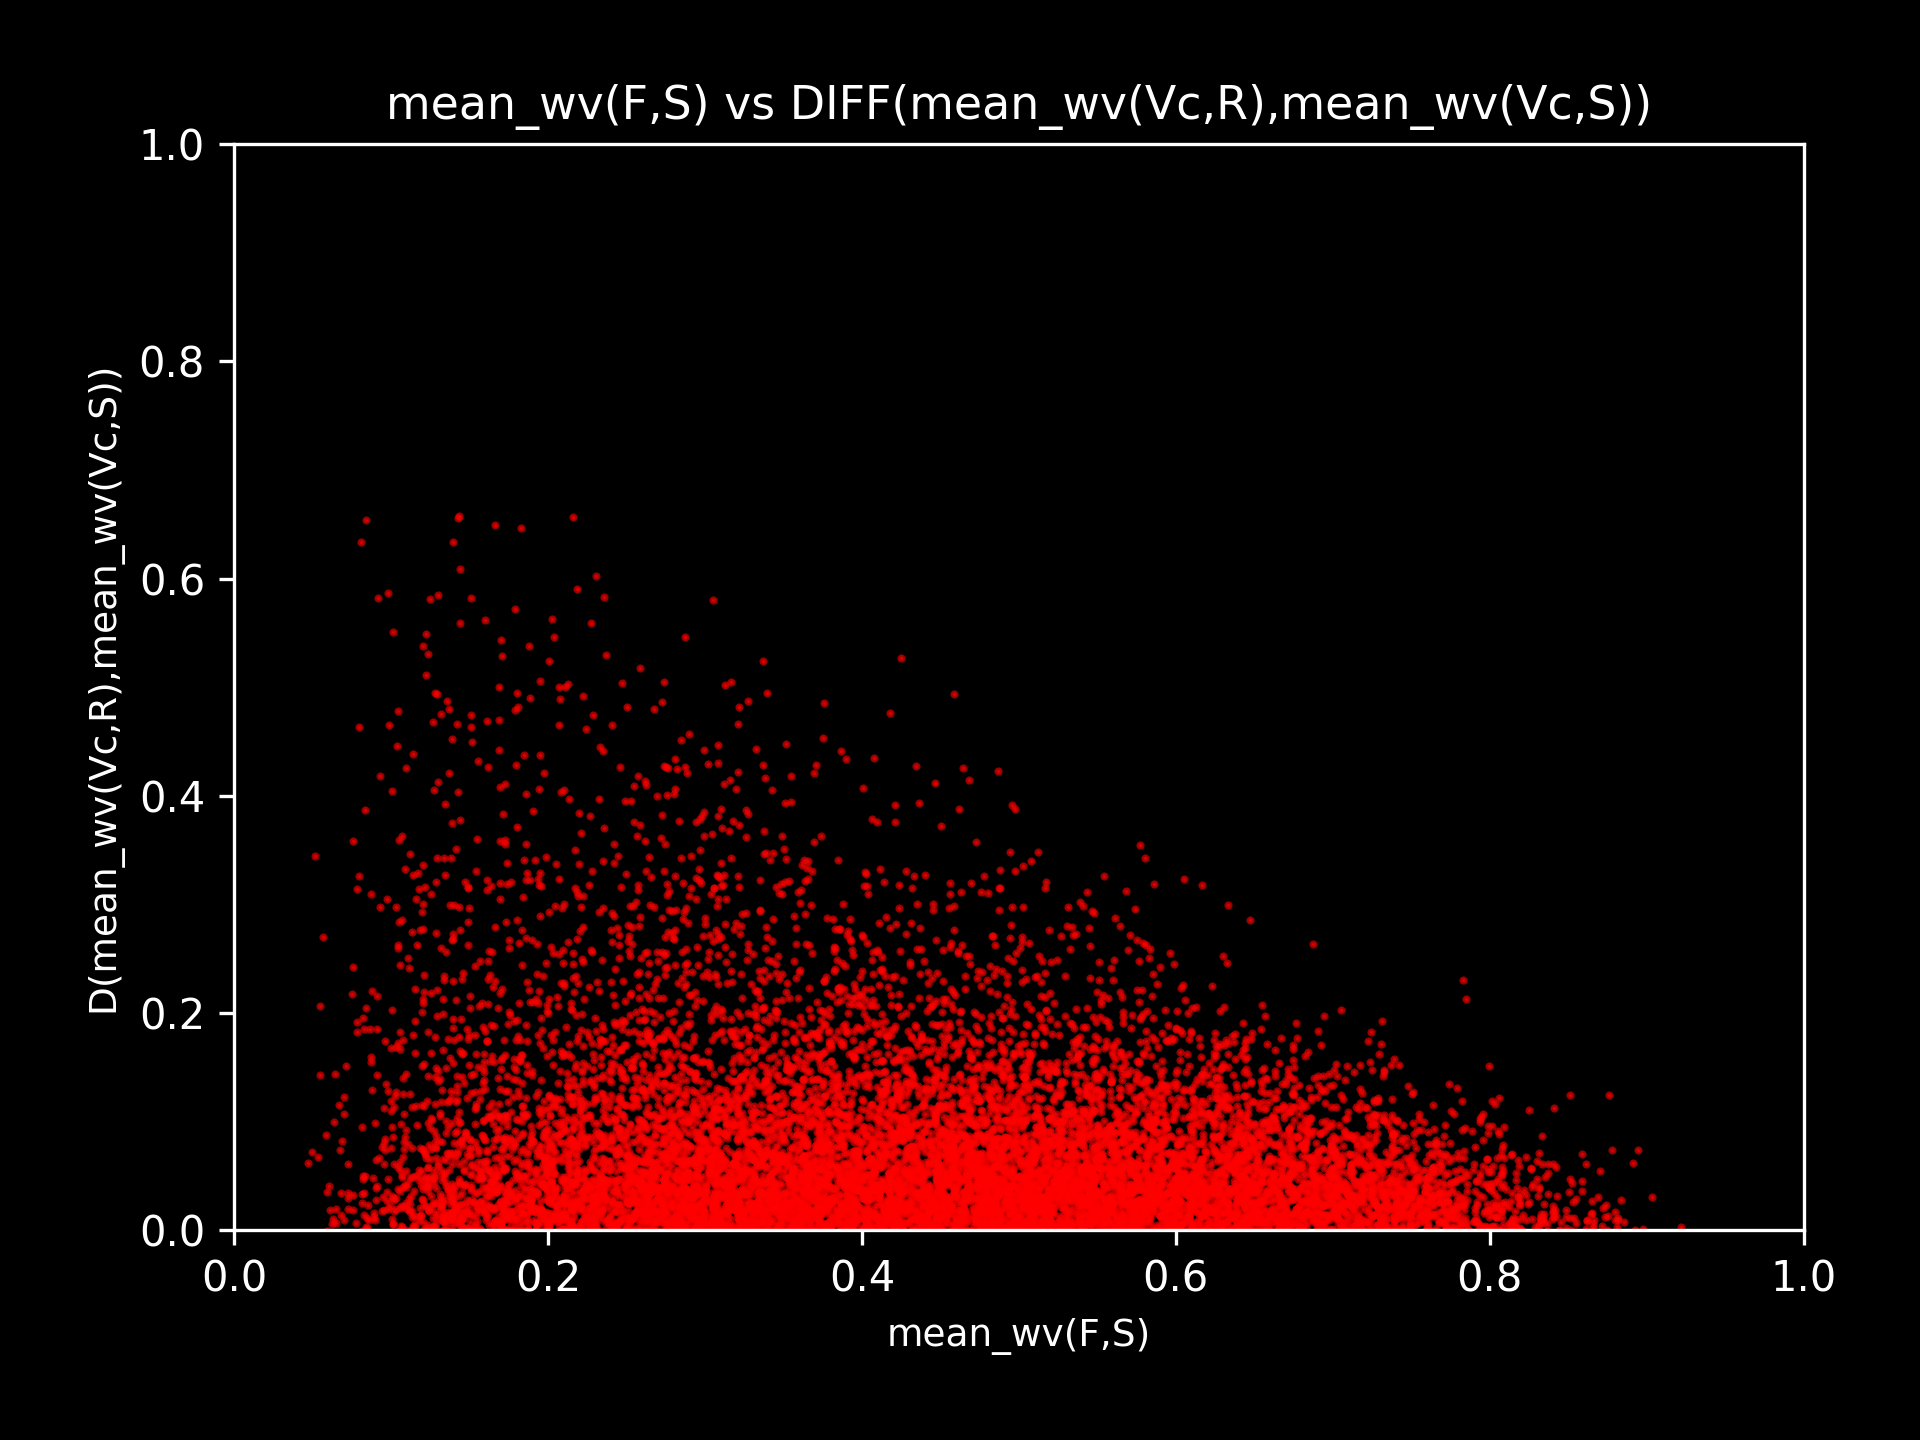 mean_wv(F,S) vs DIFF(mean_wv(Vc,R),mean_wv(Vc,S))
1.0
0.8
0.6
0.4
0.2
0.0
D(mean_wv(Vc,R),mean_wv(Vc,S))
0.0 0.2 0.4 0.6 0.8 1.0
mean_wv(F,S)